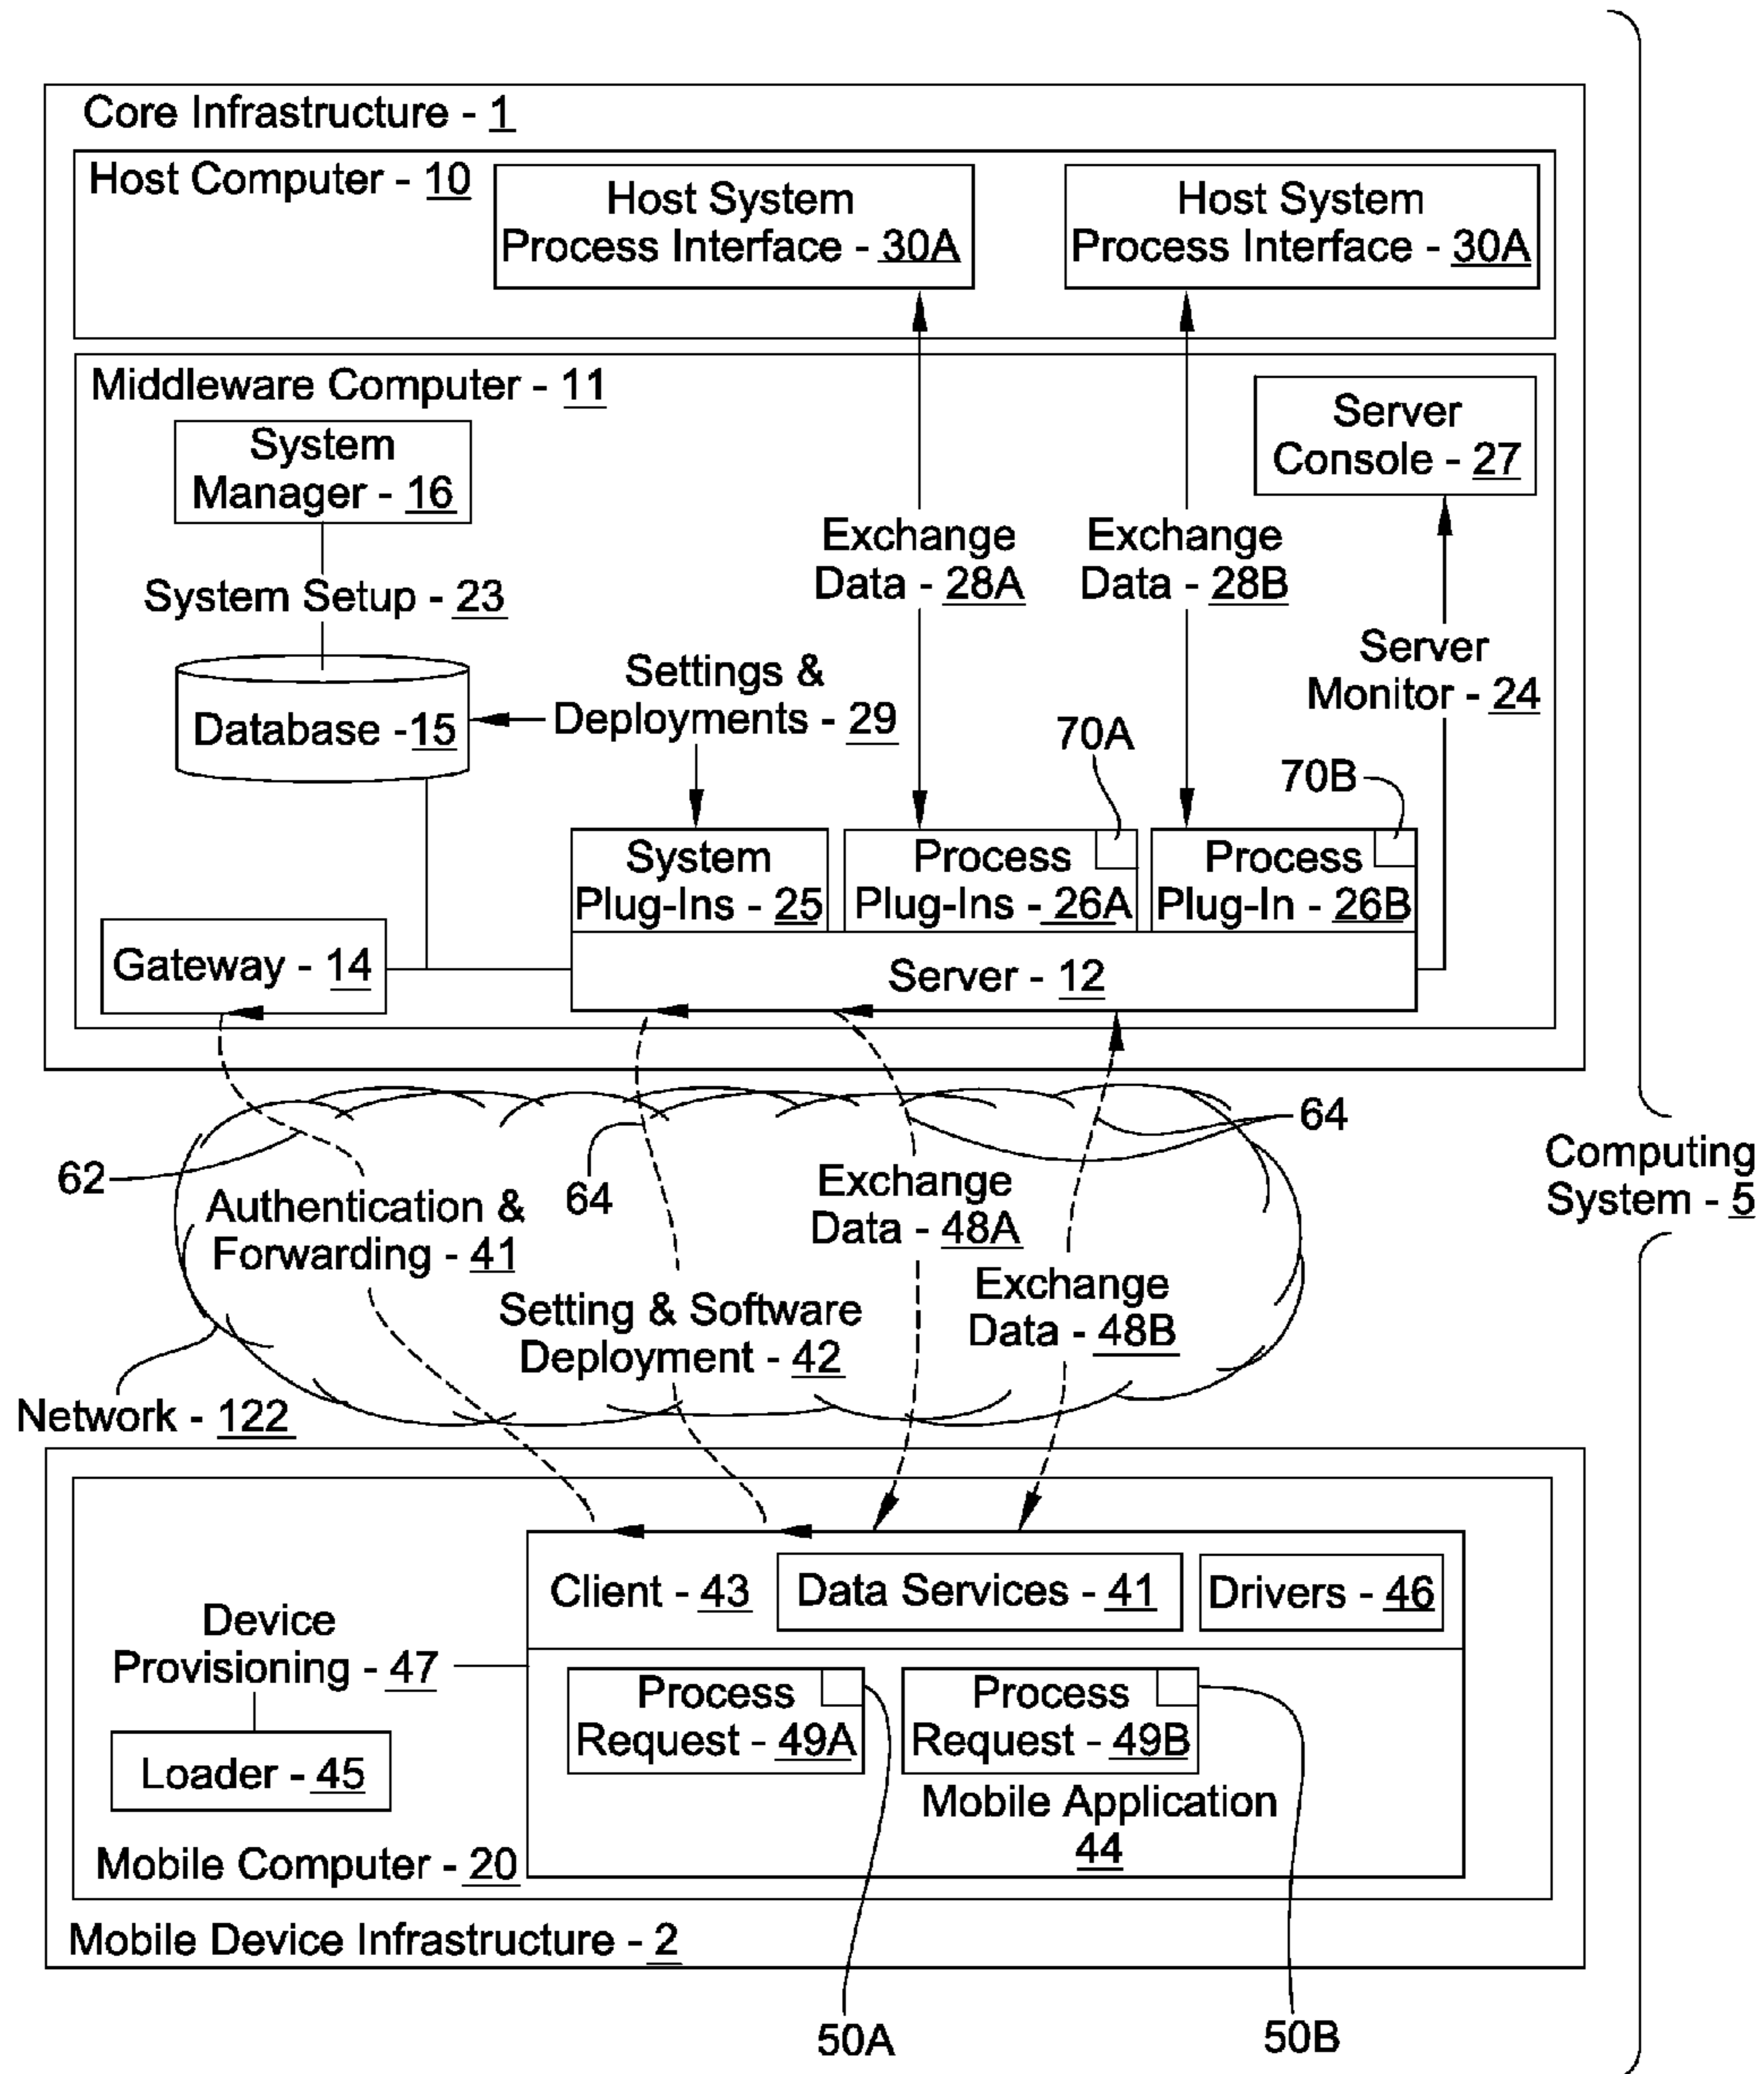 Core Infrastructure - 1
Host Computer - 10
Host System
Process Interface - 30A
Host System
Process Interface - 30A
Middleware Computer - 11
System
Manager - 16
Server
Console - 27
Exchange
Data - 28A
Exchange
Data - 28B
System Setup - 23
Server
Monitor - 24
Settings &
Deployments - 29
Database -15
70A
70B
System
Plug-Ins - 25
Process
Plug-Ins - 26A
Process
Plug-In - 26B
Gateway - 14
Server - 12
62
64
64
Computing
System - 5
Authentication &
Forwarding - 41
Exchange
Data - 48A
Setting & Software
Deployment - 42
Exchange
Data - 48B
Network - 122
Client - 43
Data Services - 41
Drivers - 46
Device
Provisioning - 47
Process
Request - 49A
Process
Request - 49B
Loader - 45
Mobile Application
44
Mobile Computer - 20
Mobile Device Infrastructure - 2
50A
50B